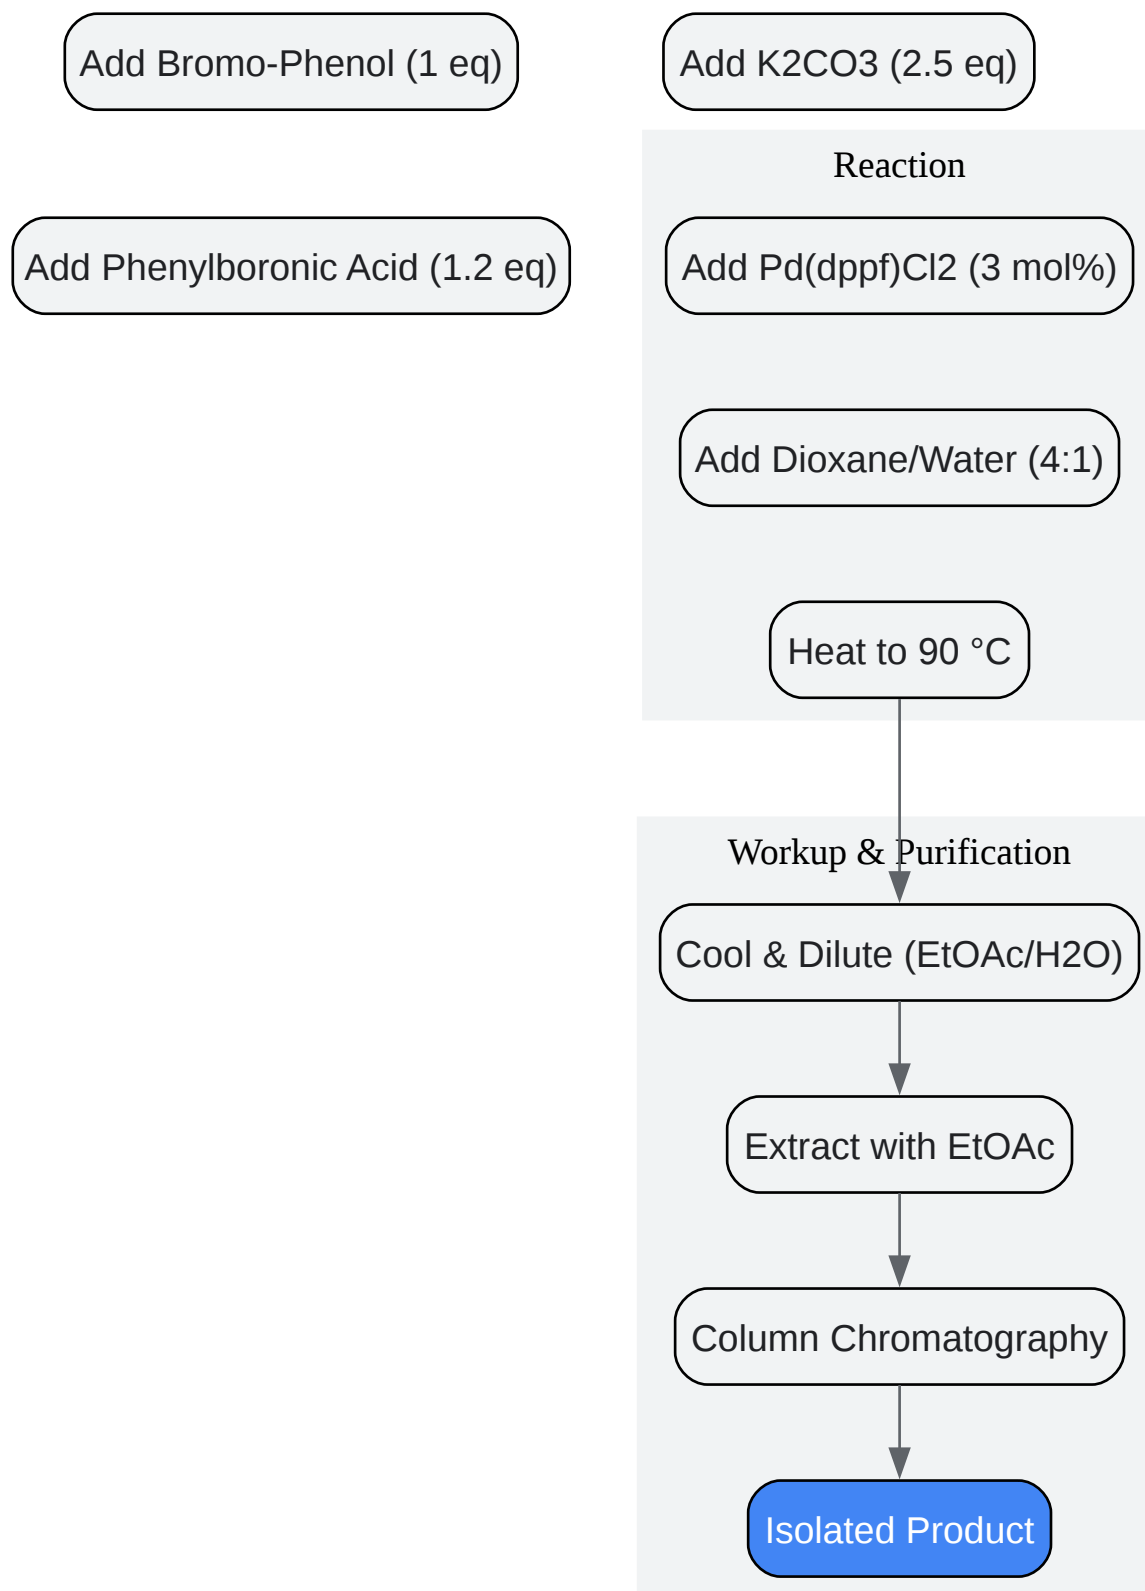 Add Bromo-Phenol (1 eq)
Add K2CO3 (2.5 eq)
Reaction
Add Phenylboronic Acid (1.2 eq)
Add Pd(dppf)Cl2 (3 mol%)
Add Dioxane/Water (4:1)
Heat to 90 °C
Workup & Purification
Cool & Dilute (EtOAc/H2O)
Extract with EtOAc
Column Chromatography
Isolated Product